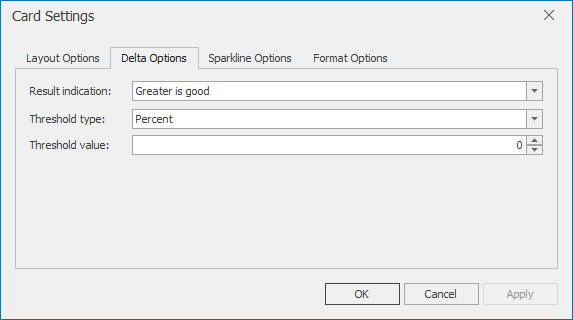 Card Settings
Layout Options Delta Options Sparkline Options Format Options
Result indication: Greater is good
Threshold type: Percent
Threshold value: 0
OK Cancel Apply